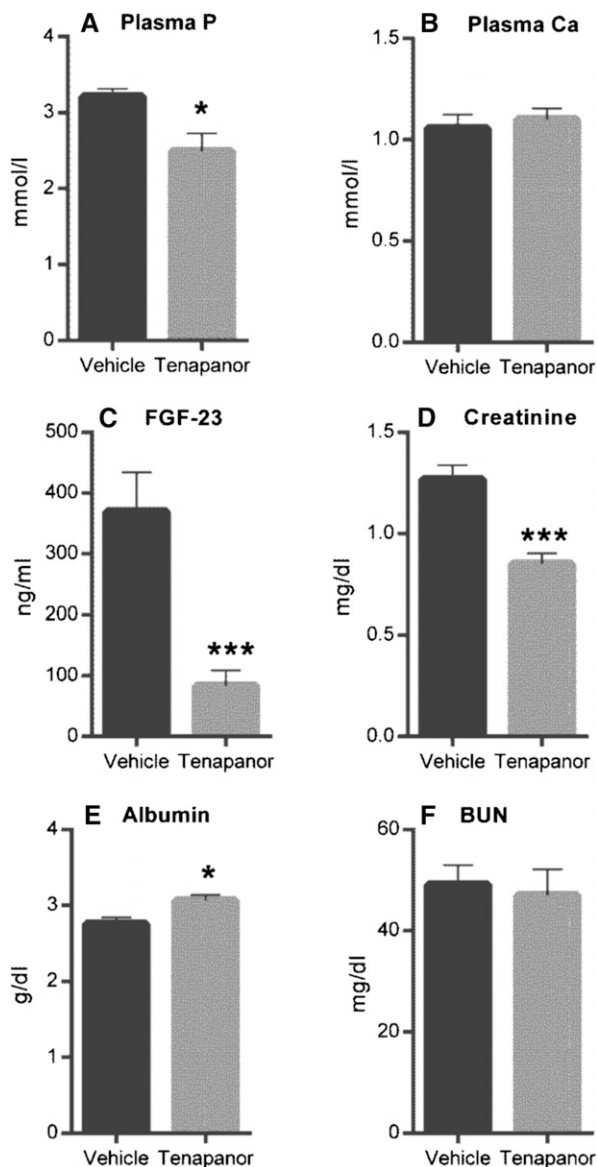 A Plasma P
4
3
2
1
0
mmol/l
*
Vehicle Tenapanor
B Plasma Ca
1.5
1.0
0.5
0.0
mmol/l
Vehicle Tenapanor
C FGF-23
500
400
300
200
100
0
ng/ml
***
Vehicle Tenapanor
D Creatinine
1.5
1.0
0.5
0.0
mg/dl
***
Vehicle Tenapanor
E Albumin
4
3
2
1
0
g/dl
*
Vehicle Tenapanor
F BUN
60
40
20
0
mg/dl
Vehicle Tenapanor